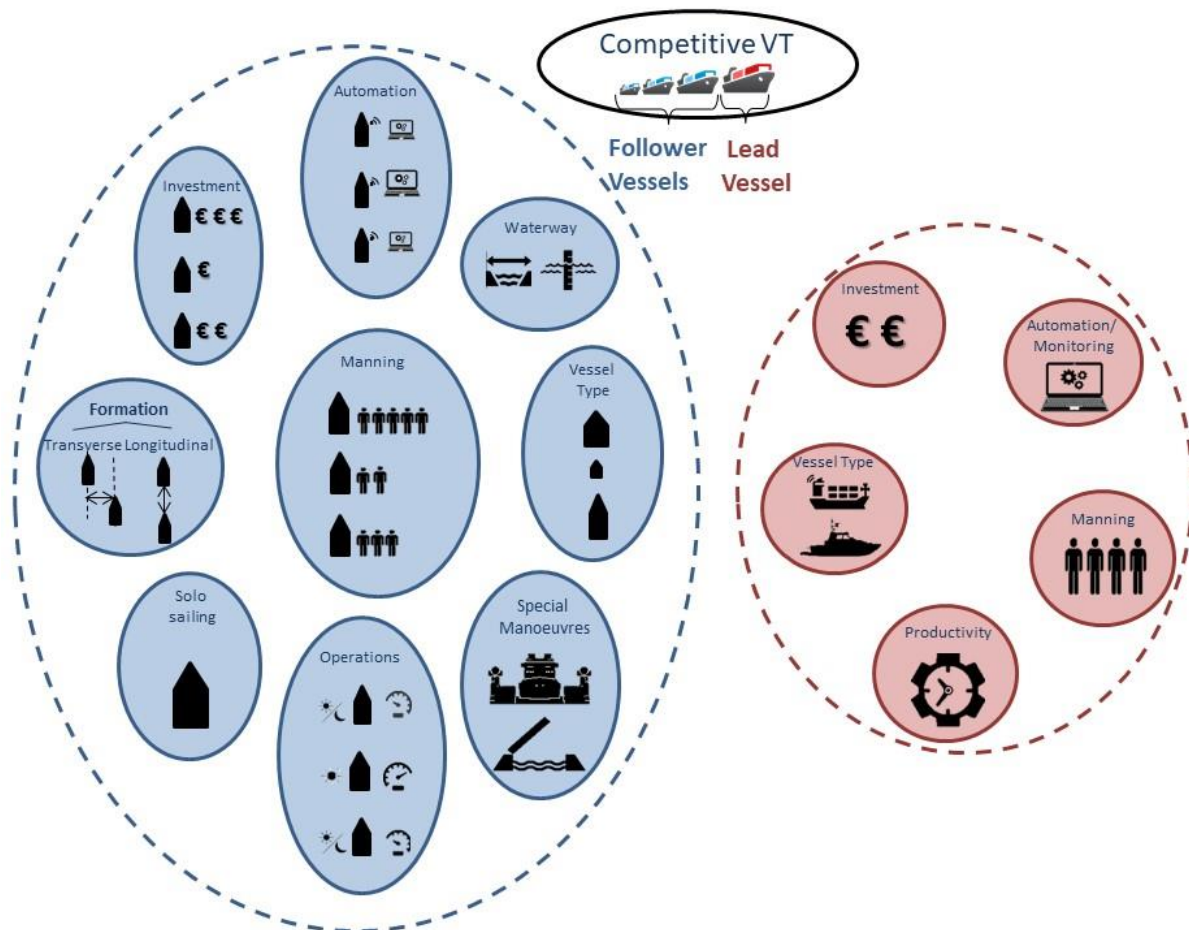 Competitive VT
Follower
Vessels
Lead
Vessel
Automation
Investment
€ € €
€
€ €
Waterway
Manning
Vessel
Type
Formation
Transverse Longitudinal
Solo
sailing
Operations
Special
Manoeuvres
Investment
€ €
Automation/
Monitoring
Vessel Type
Manning
Productivity